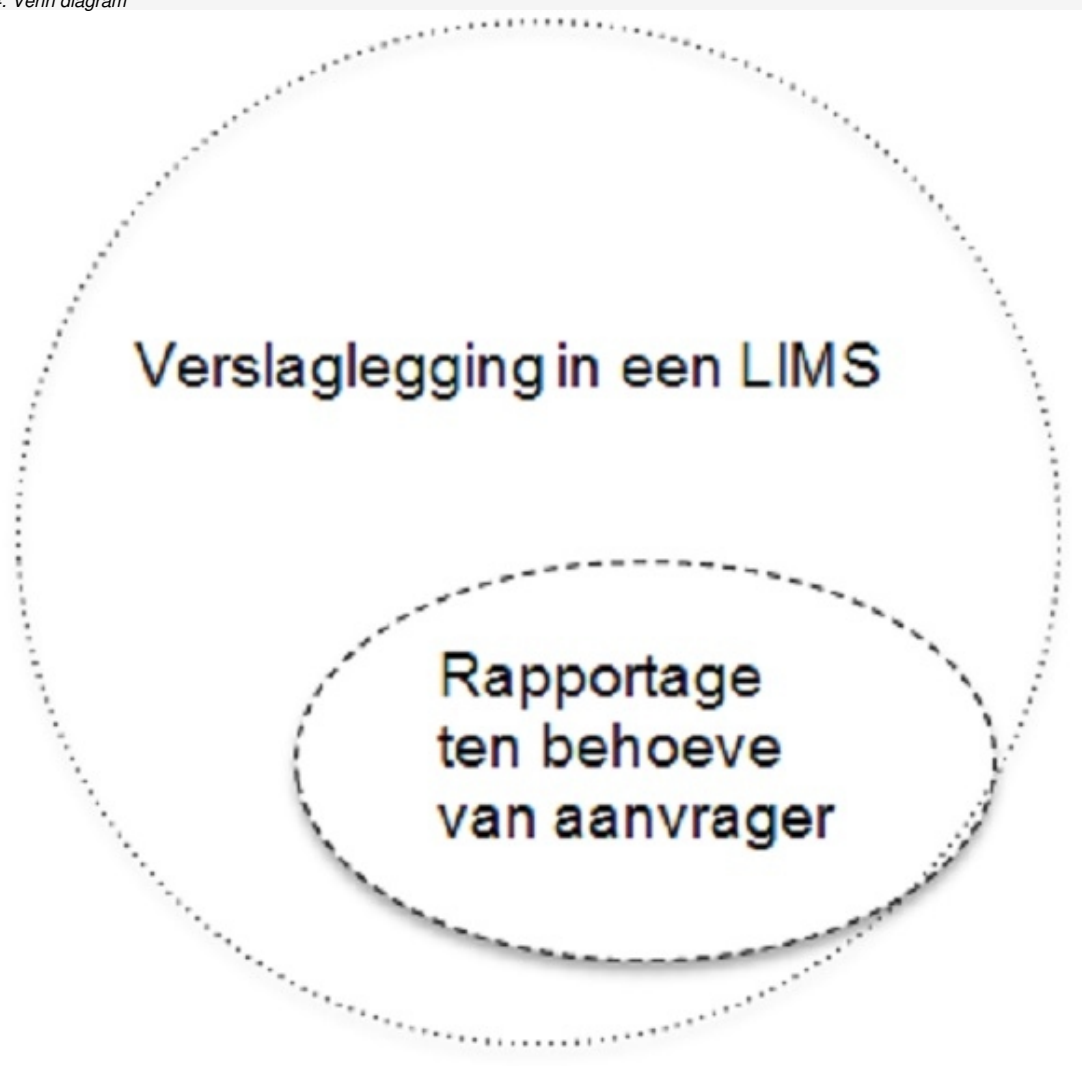 Venn diagram
Verslaglegging in een LIMS
Rapportage
ten behoeve
van aanvrager